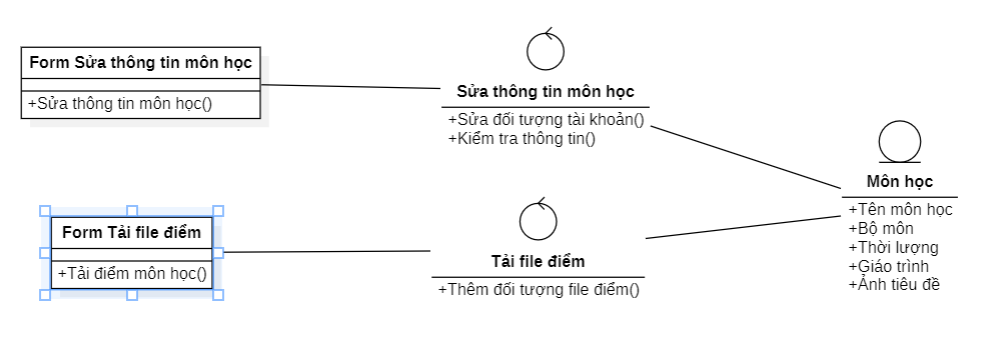 Form Sửa thông tin môn học
+Sửa thông tin môn học()
Sửa thông tin môn học
+Sửa đối tượng tài khoản()
+Kiểm tra thông tin()
Môn học
+Tên môn học
+Bộ môn
+Thời lượng
+Giáo trình
+Ảnh tiêu đề
Form Tải file điểm
+Tải điểm môn học()
Tải file điểm
+Thêm đối tượng file điểm()